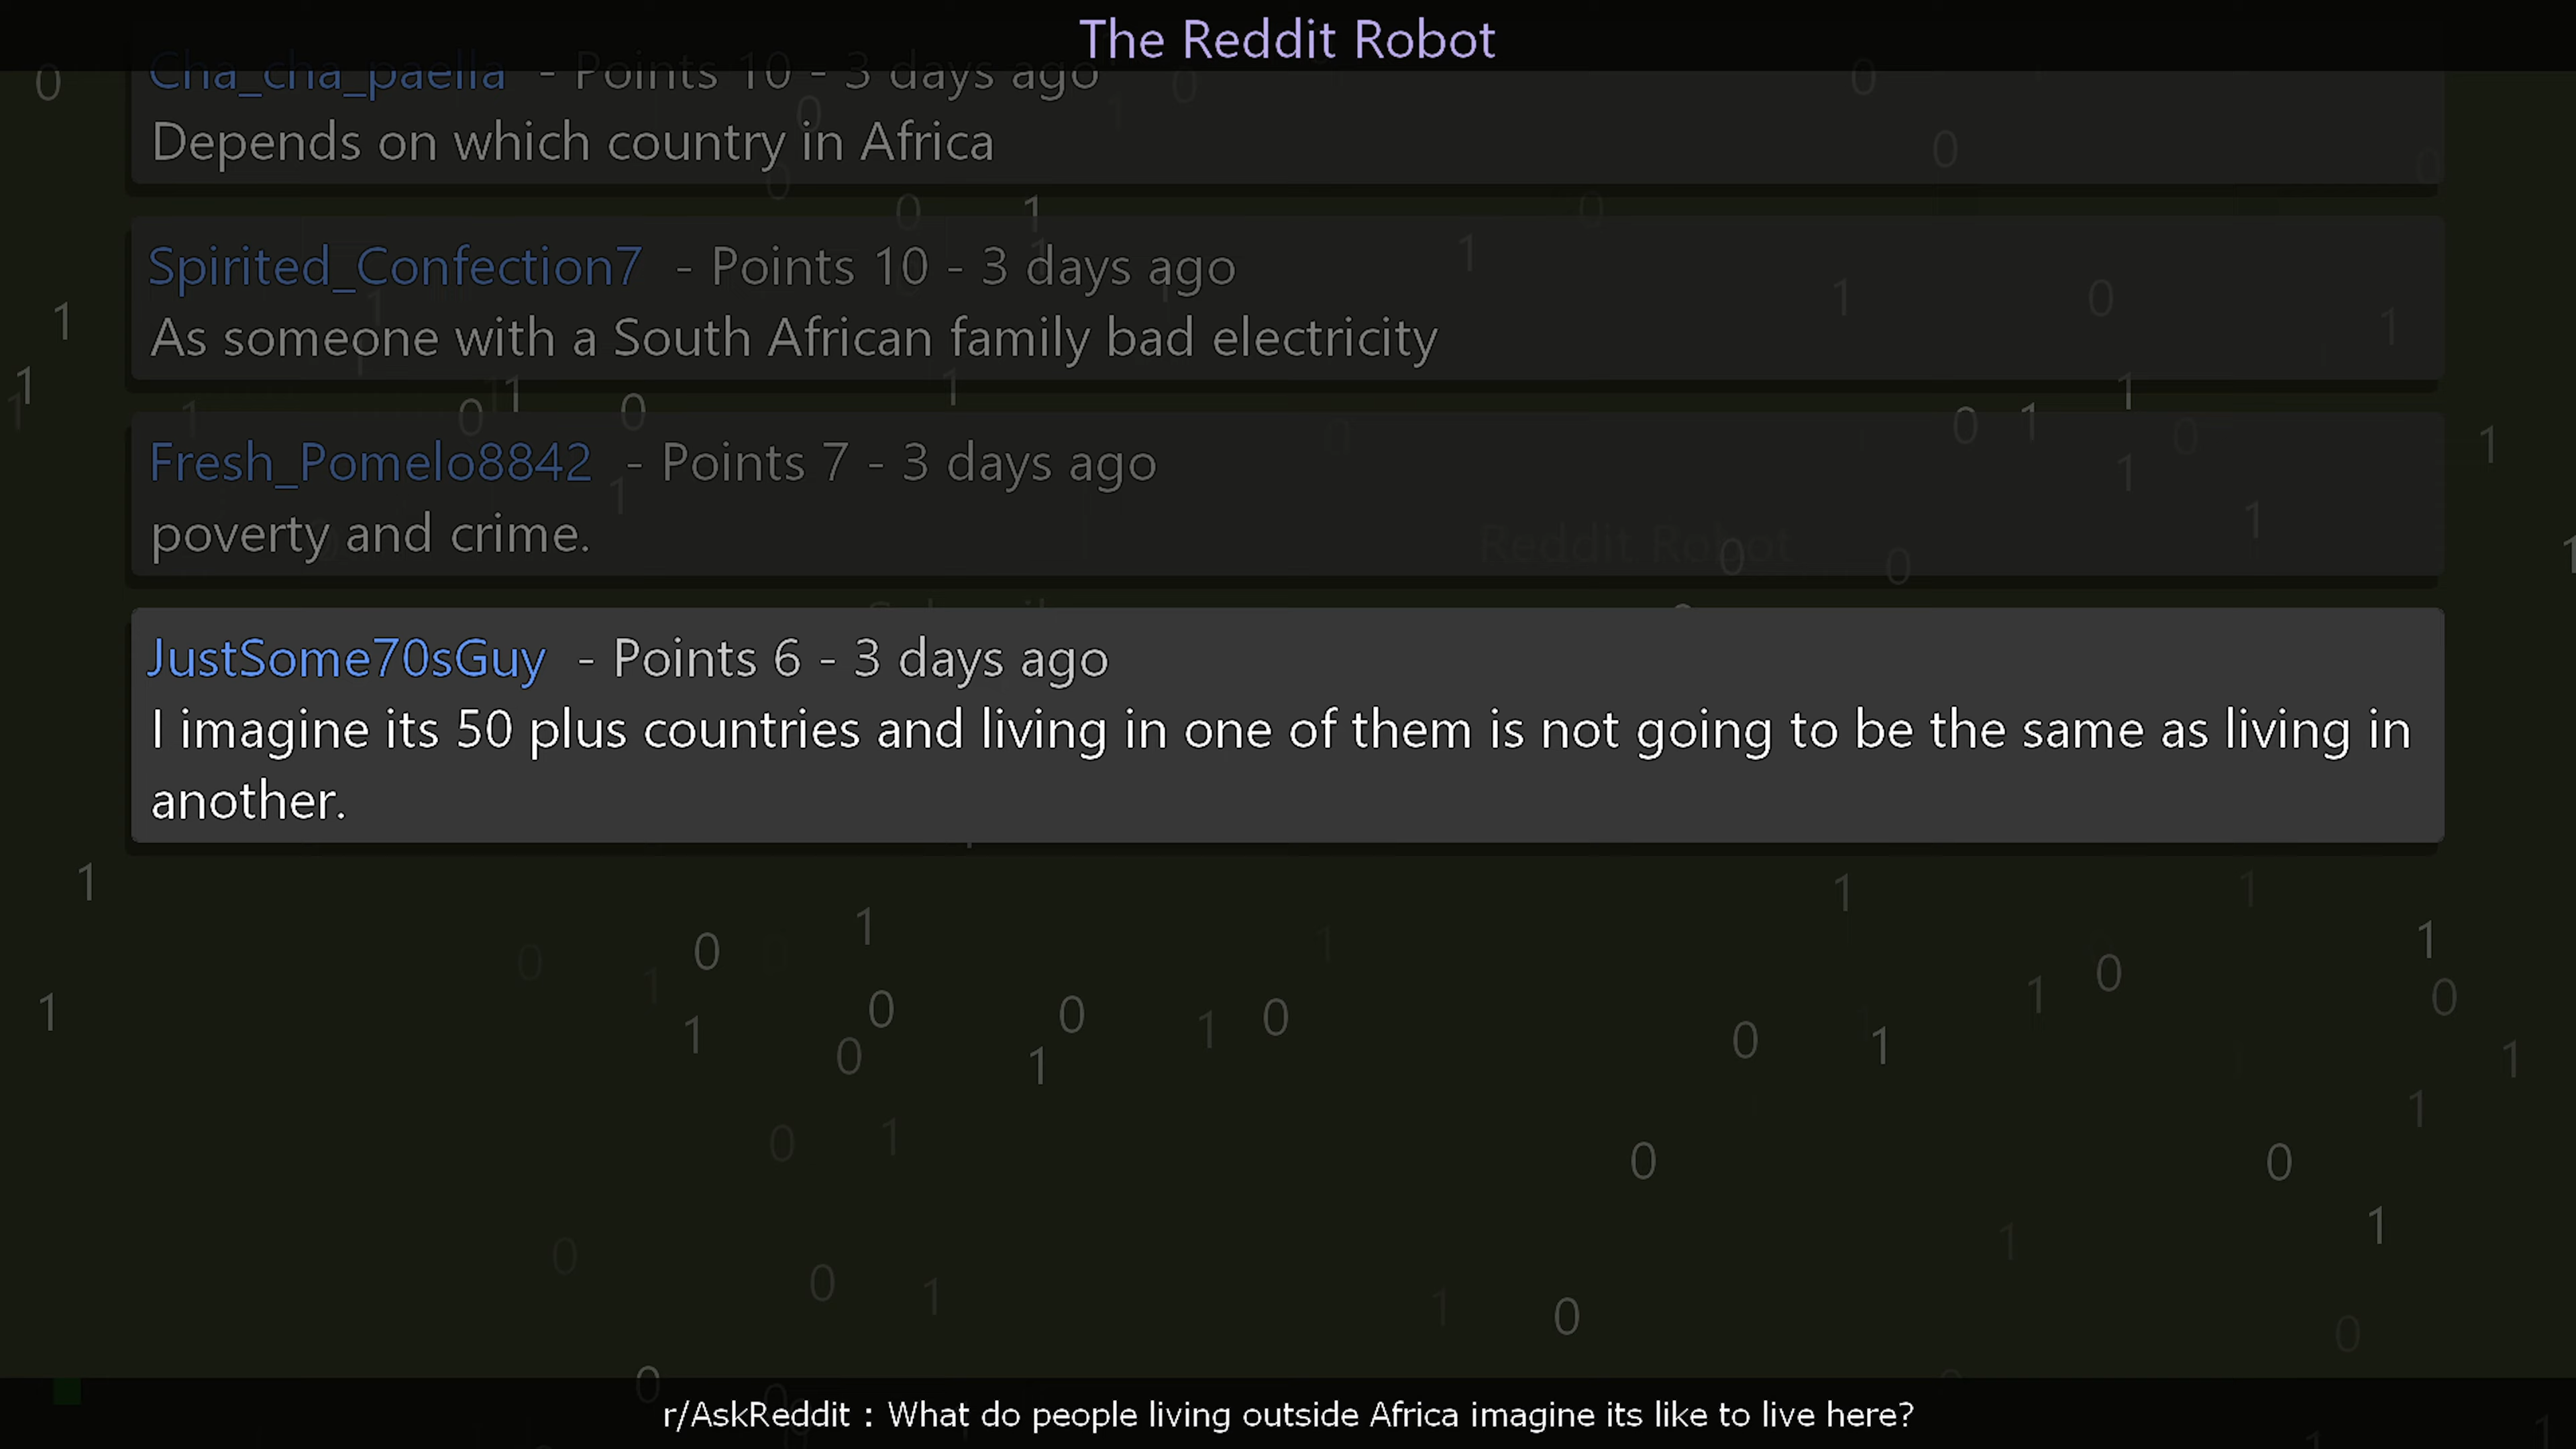 The Reddit Robot
Cha_cha_paella - Points 10 - 3 days ago
Depends on which country in Africa
Spirited_Confection7 - Points 10 - 3 days ago
As someone with a South African family bad electricity
Fresh_Pomelo8842 - Points 7 - 3 days ago
poverty and crime.
Reddit Robot
JustSome70sGuy - Points 6 - 3 days ago
I imagine its 50 plus countries and living in one of them is not going to be the same as living in
another.
r/AskReddit : What do people living outside Africa imagine its like to live here?